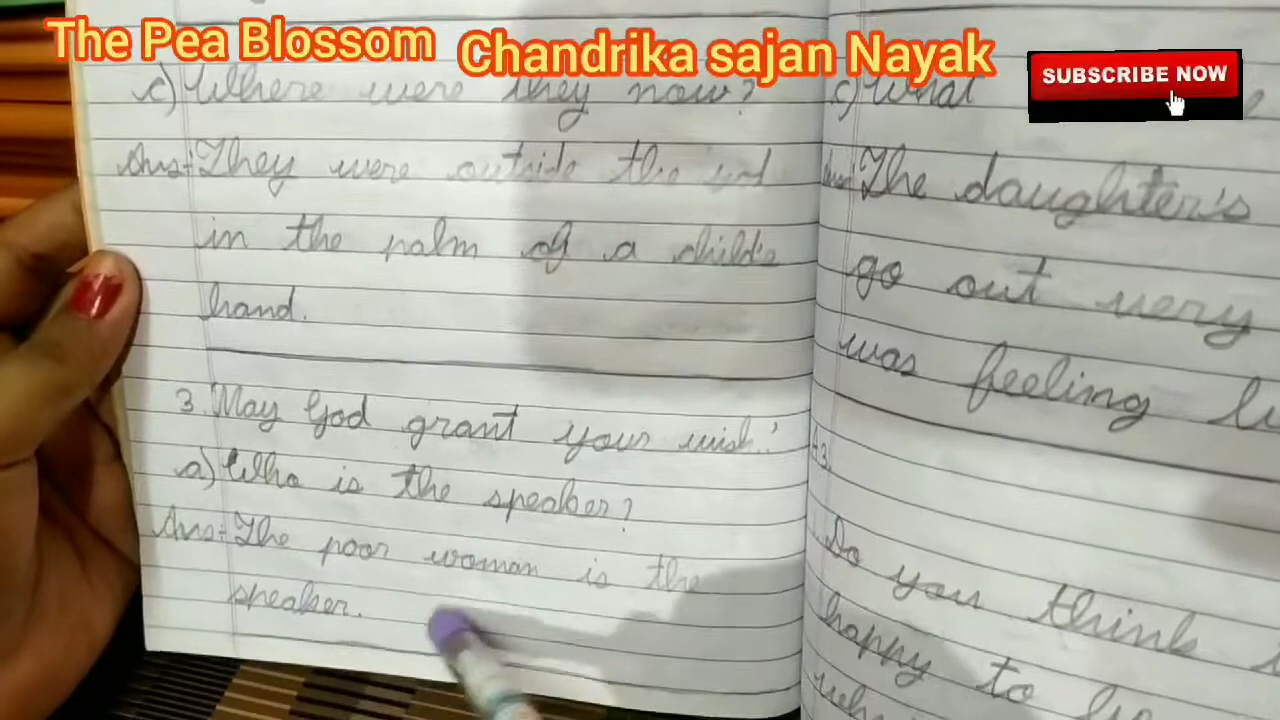 The Pea Blossom Chandrika sajan Nayak
SUBSCRIBE NOW
c) Where were they now?
Ans:- They were outside the
in the palm of a child's
hand.
3. May God grant your wish.'
a) Who is the speaker?
Ans:- The poor woman is the
speaker.
c) What
Ans:- The daughter's
go out very
was feeling
Do you think
happy to